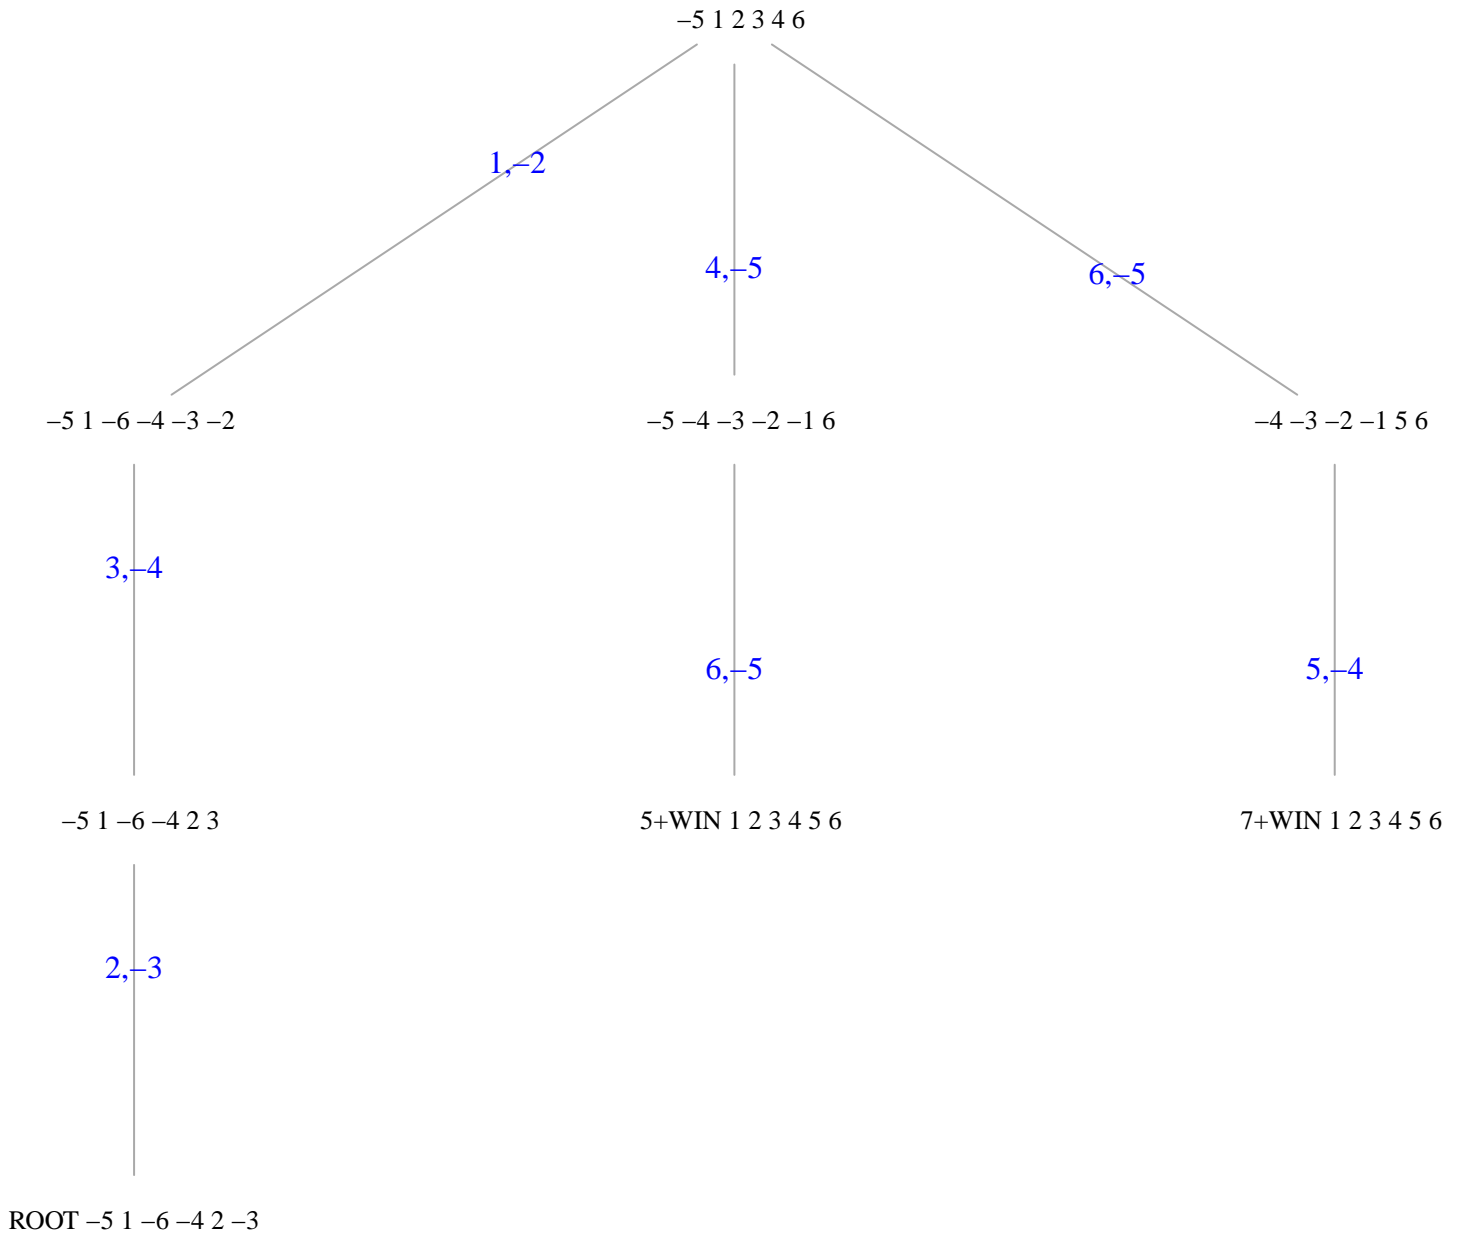 –5 1 2 3 4 6
1,–2
4,–5
6,–5
–5 1 –6 –4 –3 –2
–5 –4 –3 –2 –1 6
–4 –3 –2 –1 5 6
3,–4
6,–5
5,–4
–5 1 –6 –4 2 3
5+WIN 1 2 3 4 5 6
7+WIN 1 2 3 4 5 6
2,–3
ROOT –5 1 –6 –4 2 –3